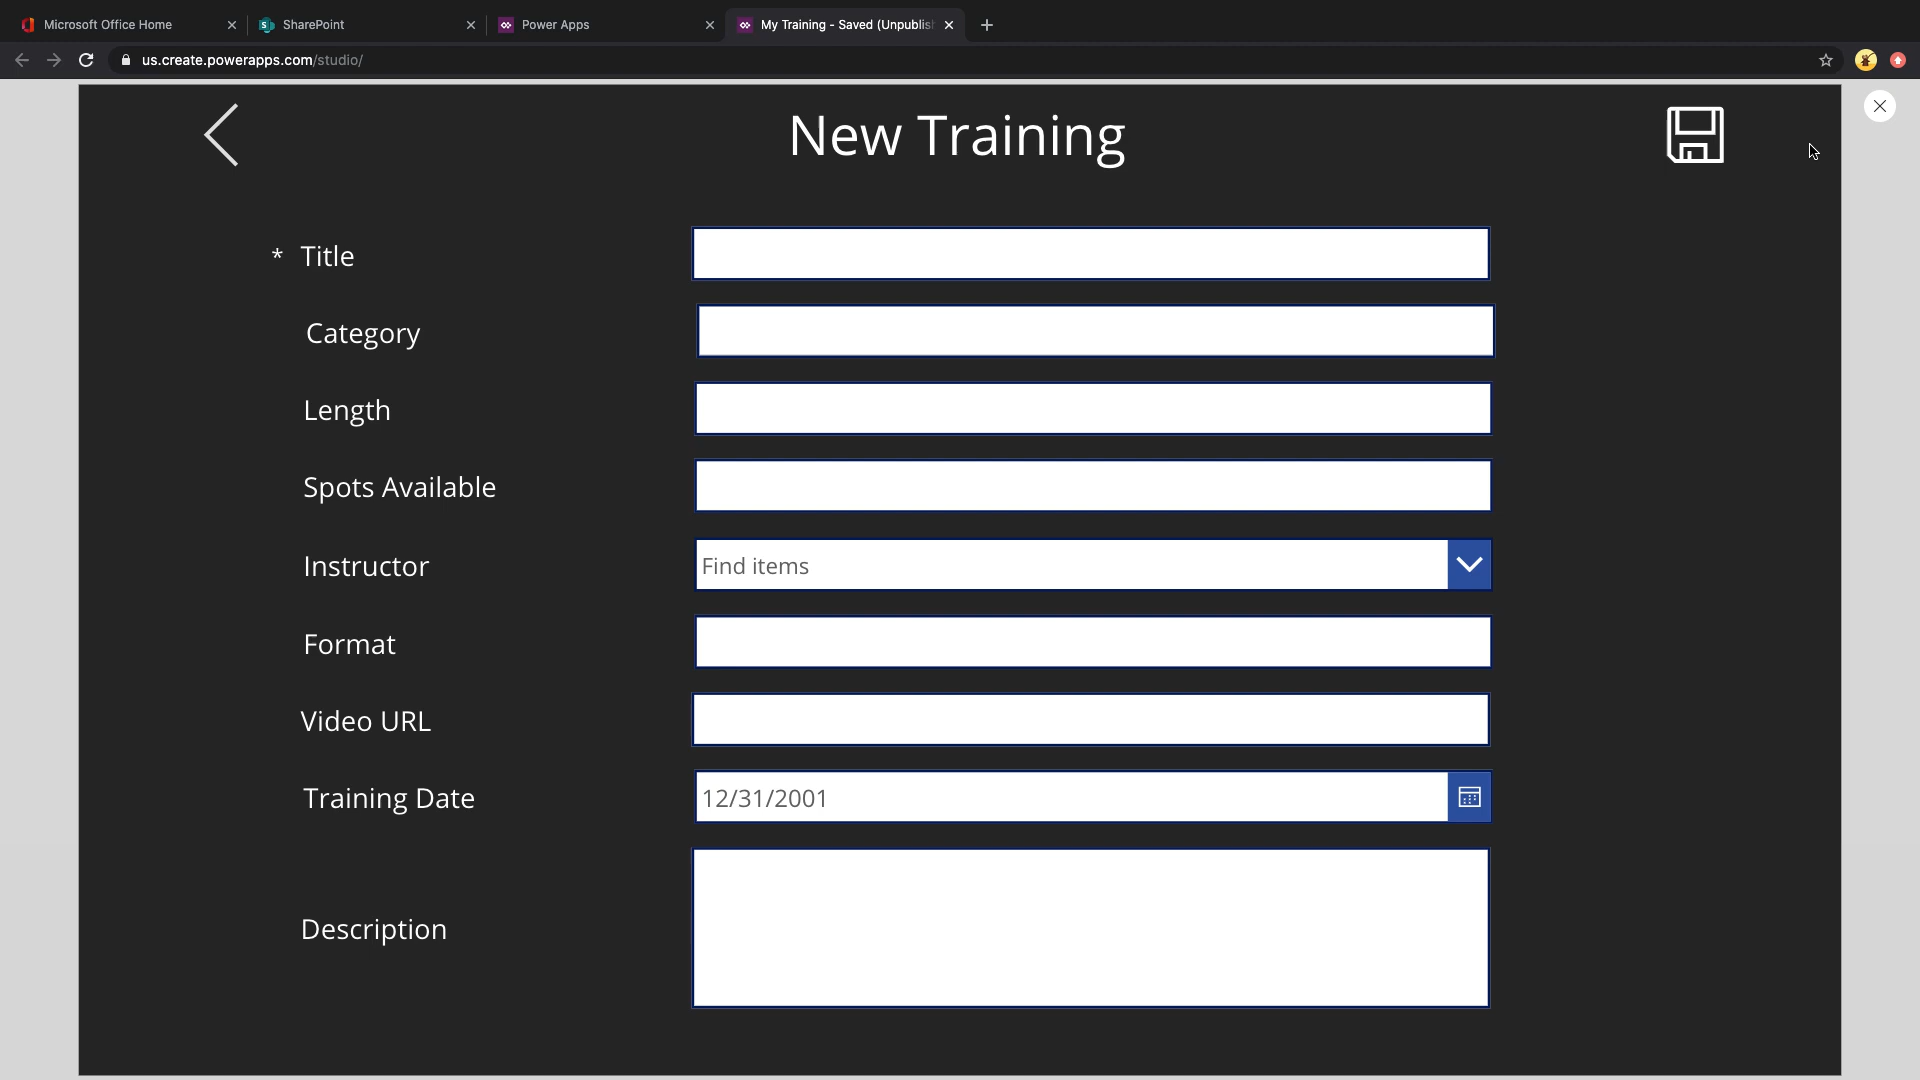 Microsoft Office Home
SharePoint
Power Apps
My Training - Saved (Unpublis
us.create.powerapps.com/studio/
New Training
* Title
Category
Length
Spots Available
Instructor
Find items
Format
Video URL
Training Date
12/31/2001
Description